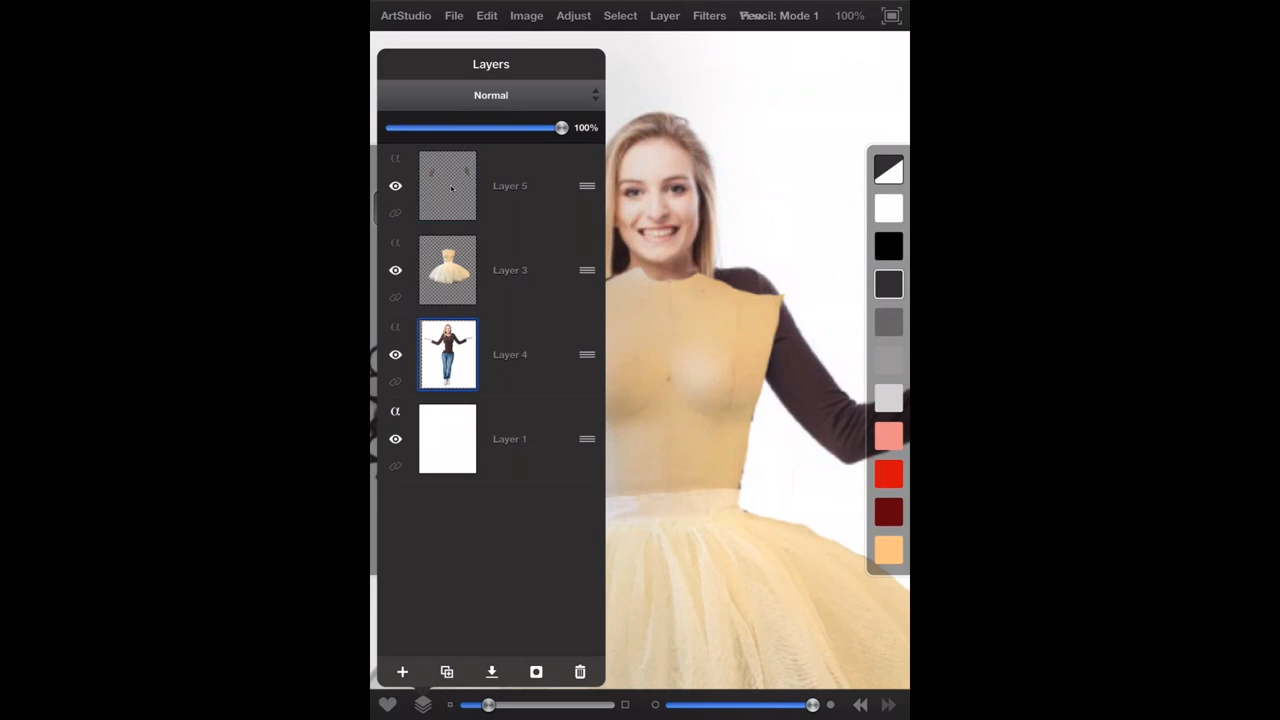 ArtStudio File Edit Image Adjust Select Layer Filters Pencil: Mode 1 100%
Layers
Normal
100%
α
Layer 5
α
Layer 3
α
Layer 4
α
Layer 1